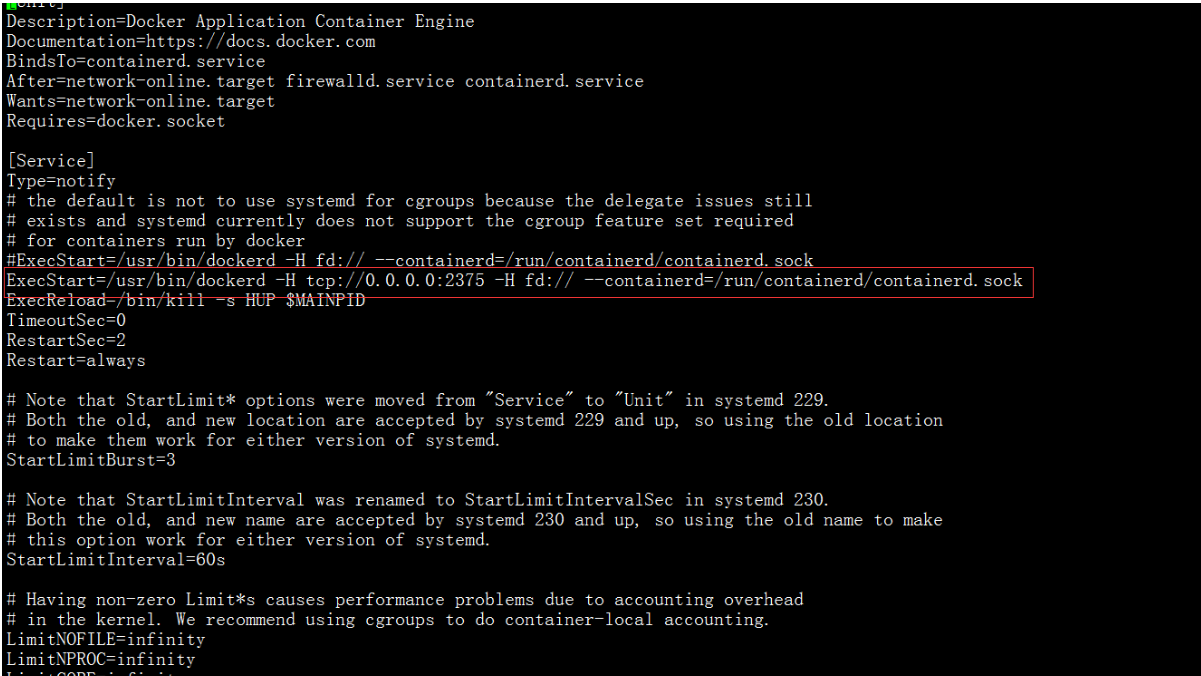 Description=Docker Application Container Engine
Documentation=https://docs.docker.com
BindsTo=containerd.service
After=network-online.target firewalld.service containerd.service
Wants=network-online.target
Requires=docker.socket
[Service]
Type=notify
# the default is not to use systemd for cgroups because the delegate issues still
# exists and systemd currently does not support the cgroup feature set required
# for containers run by docker
#ExecStart=/usr/bin/dockerd -H fd:// --containerd=/run/containerd/containerd.sock
ExecStart=/usr/bin/dockerd -H tcp://0.0.0.0:2375 -H fd:// --containerd=/run/containerd/containerd.sock
ExecReload=/bin/kill -s HUP $MAINPID
TimeoutSec=0
RestartSec=2
Restart=always
# Note that StartLimit* options were moved from "Service" to "Unit" in systemd 229.
# Both the old, and new location are accepted by systemd 229 and up, so using the old location
# to make them work for either version of systemd.
StartLimitBurst=3
# Note that StartLimitInterval was renamed to StartLimitIntervalSec in systemd 230.
# Both the old, and new name are accepted by systemd 230 and up, so using the old name to make
# this option work for either version of systemd.
StartLimitInterval=60s
# Having non-zero Limit*s causes performance problems due to accounting overhead
# in the kernel. We recommend using cgroups to do container-local accounting.
LimitNOFILE=infinity
LimitNPROC=infinity